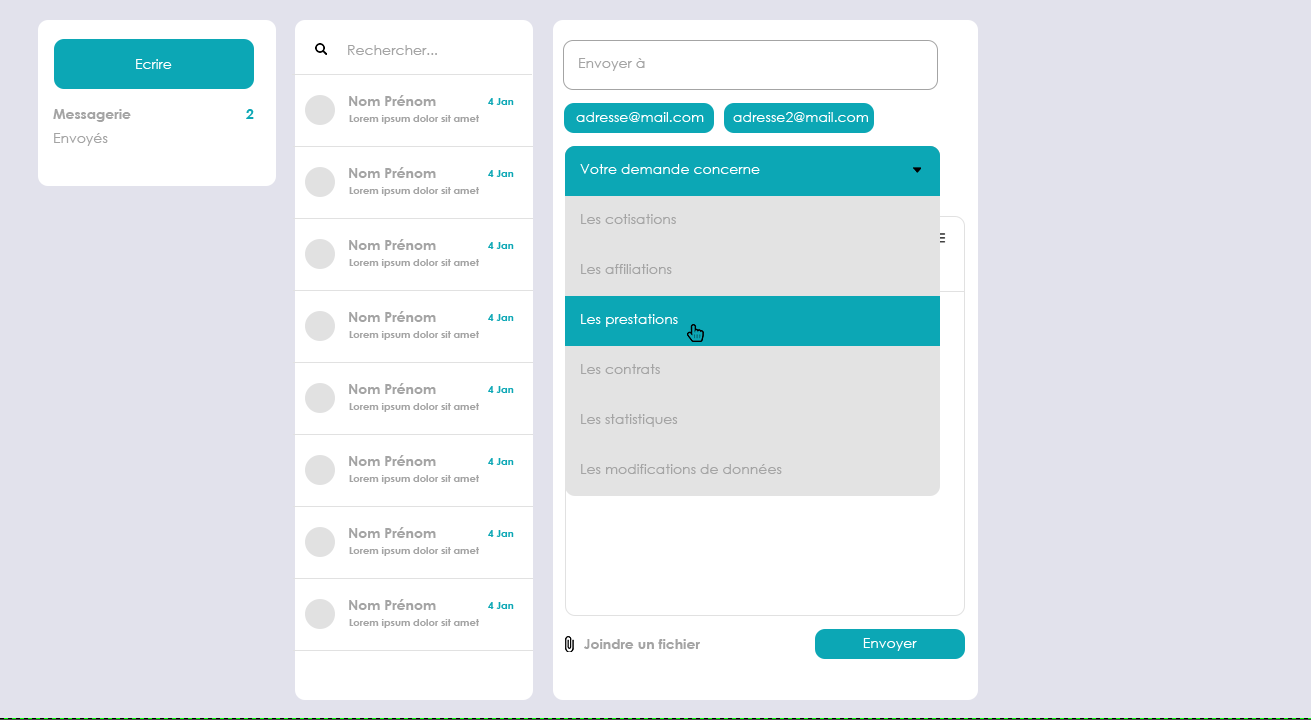 Ecrire
Messagerie 2
Envoyés
Rechercher...
Nom Prénom 4 Jan
Lorem ipsum dolor sit amet
Nom Prénom 4 Jan
Lorem ipsum dolor sit amet
Nom Prénom 4 Jan
Lorem ipsum dolor sit amet
Nom Prénom 4 Jan
Lorem ipsum dolor sit amet
Nom Prénom 4 Jan
Lorem ipsum dolor sit amet
Nom Prénom 4 Jan
Lorem ipsum dolor sit amet
Nom Prénom 4 Jan
Lorem ipsum dolor sit amet
Nom Prénom 4 Jan
Lorem ipsum dolor sit amet
Envoyer à
adresse@mail.com adresse2@mail.com
Votre demande concerne
Les cotisations
Les affiliations
Les prestations
Les contrats
Les statistiques
Les modifications de données
Joindre un fichier
Envoyer